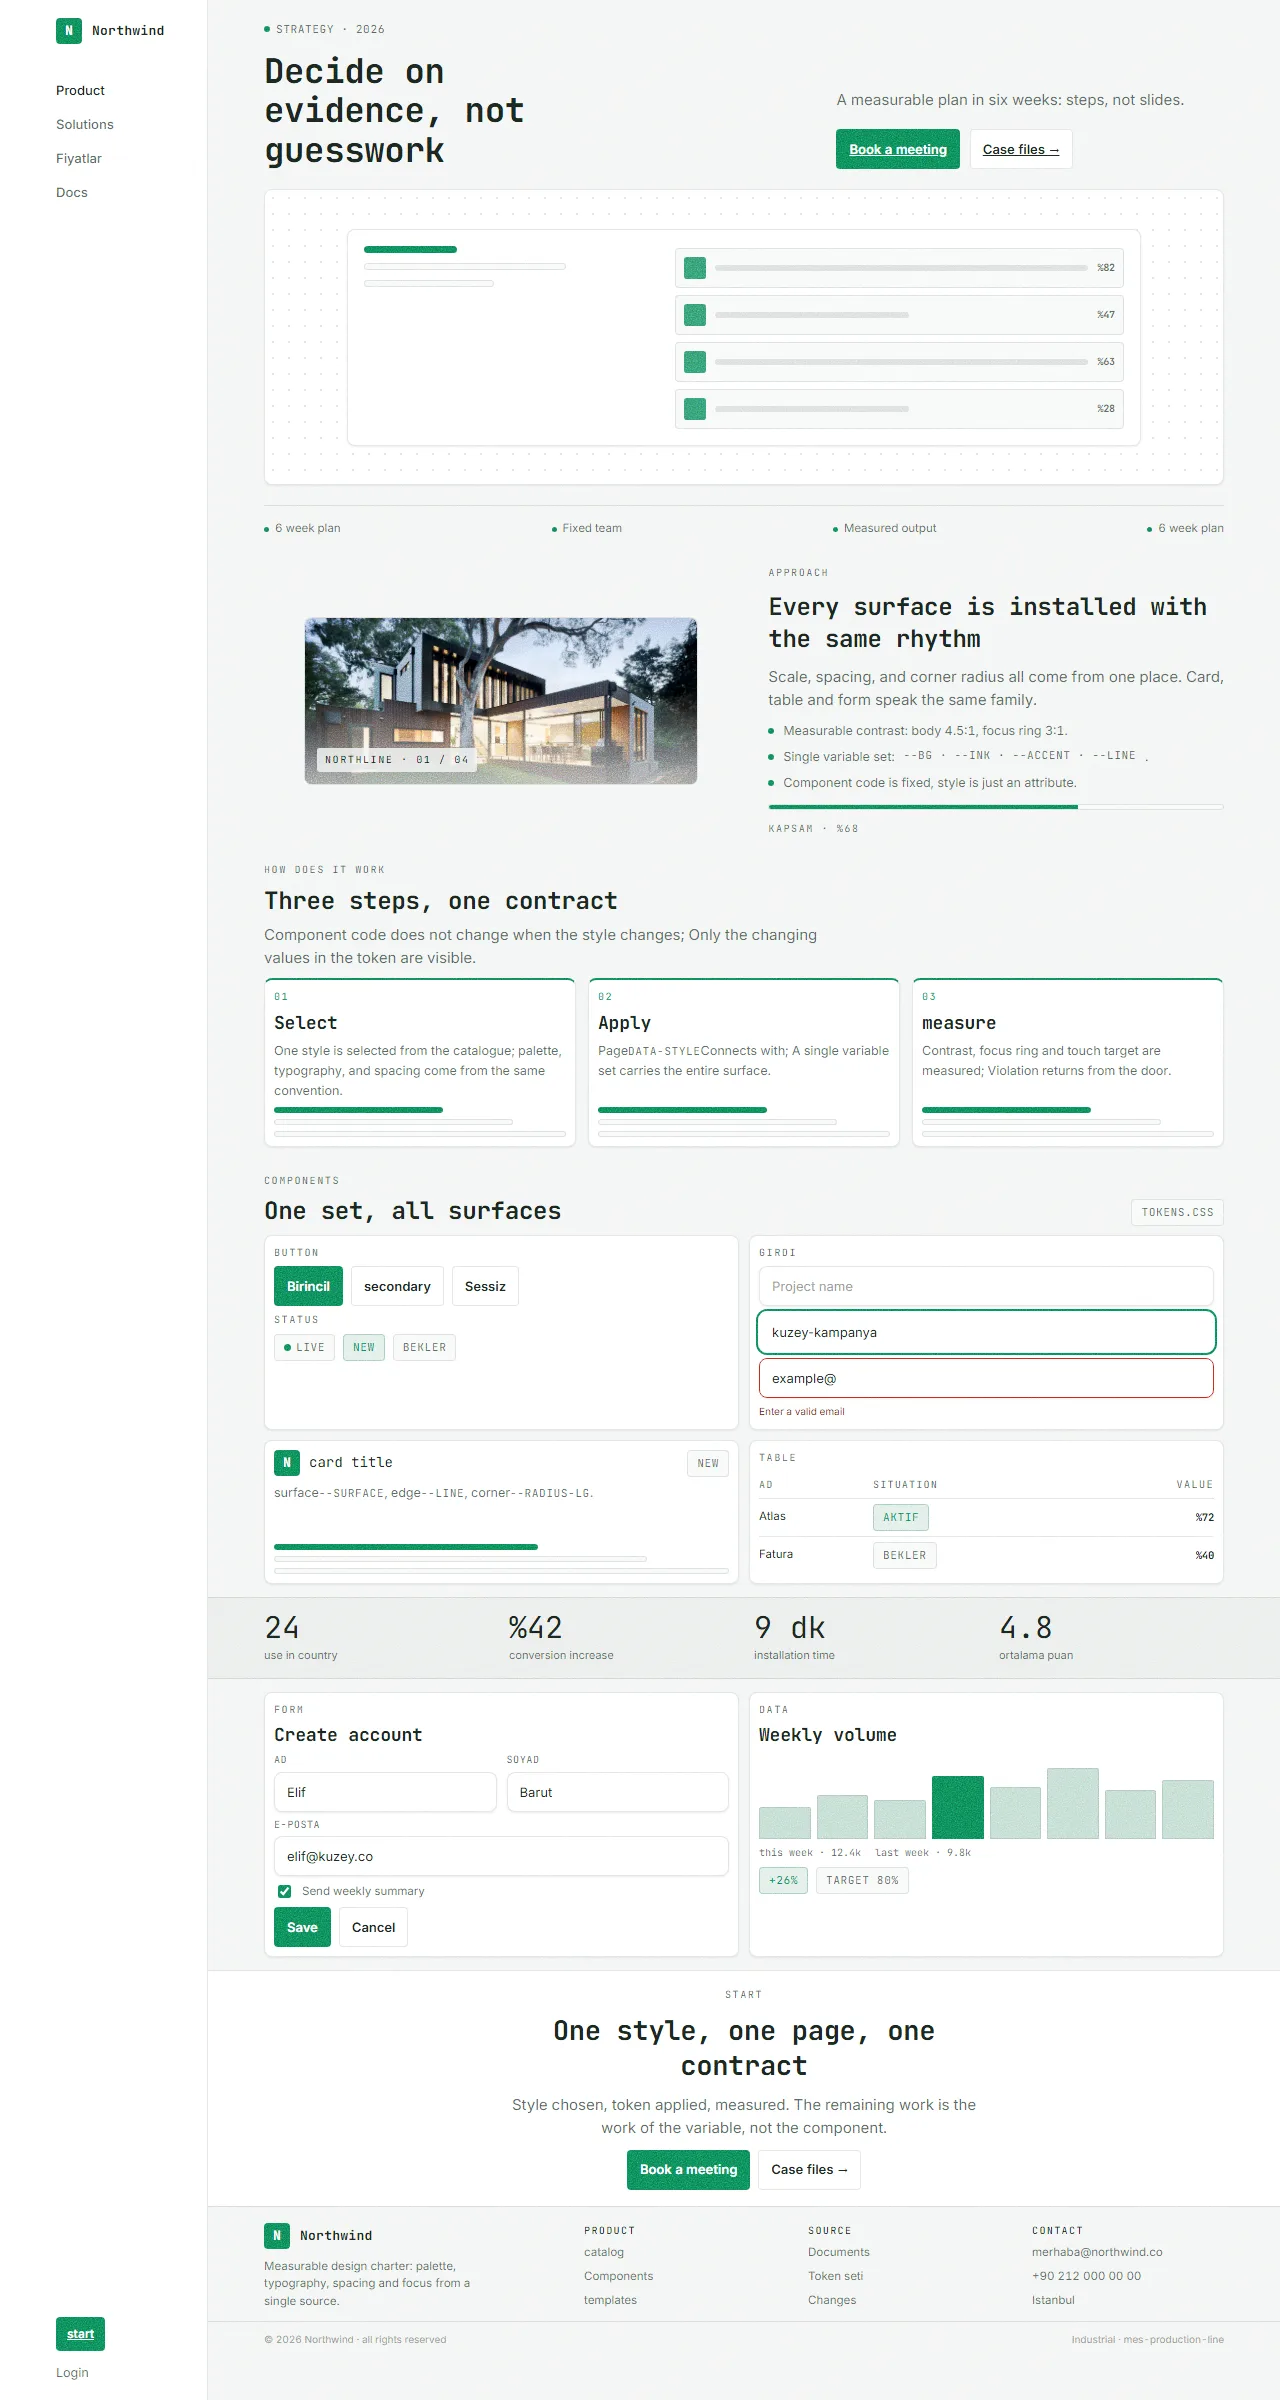 N Northwind
Product
Solutions
Fiyatlar
Docs
STRATEGY · 2026
Decide on
evidence, not
guesswork
A measurable plan in six weeks: steps, not slides.
Book a meeting
Case files →
%82
%47
%63
%28
6 week plan
Fixed team
Measured output
6 week plan
NORTHLINE · 01 / 04
APPROACH
Every surface is installed with
the same rhythm
Scale, spacing, and corner radius all come from one place. Card,
table and form speak the same family.
Measurable contrast: body 4.5:1, focus ring 3:1.
Single variable set: --BG · --INK · --ACCENT · --LINE .
Component code is fixed, style is just an attribute.
KAPSAM · %68
HOW DOES IT WORK
Three steps, one contract
Component code does not change when the style changes; Only the changing
values in the token are visible.
01
Select
One style is selected from the catalogue; palette,
typography, and spacing come from the same
convention.
02
Apply
PageDATA-STYLEConnects with; A single variable
set carries the entire surface.
03
measure
Contrast, focus ring and touch target are
measured; Violation returns from the door.
COMPONENTS
One set, all surfaces
TOKENS.CSS
BUTTON
Birincil
secondary
Sessiz
STATUS
LIVE
NEW
BEKLER
GIRDI
Project name
kuzey-kampanya
example@
Enter a valid email
N card title
NEW
surface--SURFACE, edge--LINE, corner--RADIUS-LG.
TABLE
AD SITUATION VALUE
Atlas AKTIF %72
Fatura BEKLER %40
24
use in country
%42
conversion increase
9 dk
installation time
4.8
ortalama puan
FORM
Create account
AD
Elif
SOYAD
Barut
E-POSTA
elif@kuzey.co
Send weekly summary
Save
Cancel
DATA
Weekly volume
this week · 12.4k last week · 9.8k
+26%
TARGET 80%
START
One style, one page, one
contract
Style chosen, token applied, measured. The remaining work is the
work of the variable, not the component.
Book a meeting
Case files →
N Northwind
Measurable design charter: palette,
typography, spacing and focus from a
single source.
PRODUCT
catalog
Components
templates
SOURCE
Documents
Token seti
Changes
CONTACT
merhaba@northwind.co
+90 212 000 00 00
Istanbul
start
Login
© 2026 Northwind · all rights reserved
Industrial · mes-production-line